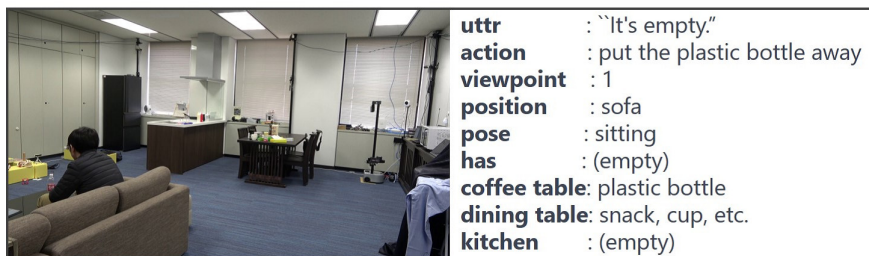 uttr : ``It's empty.”
action : put the plastic bottle away
viewpoint : 1
position : sofa
pose : sitting
has : (empty)
coffee table: plastic bottle
dining table: snack, cup, etc.
kitchen : (empty)